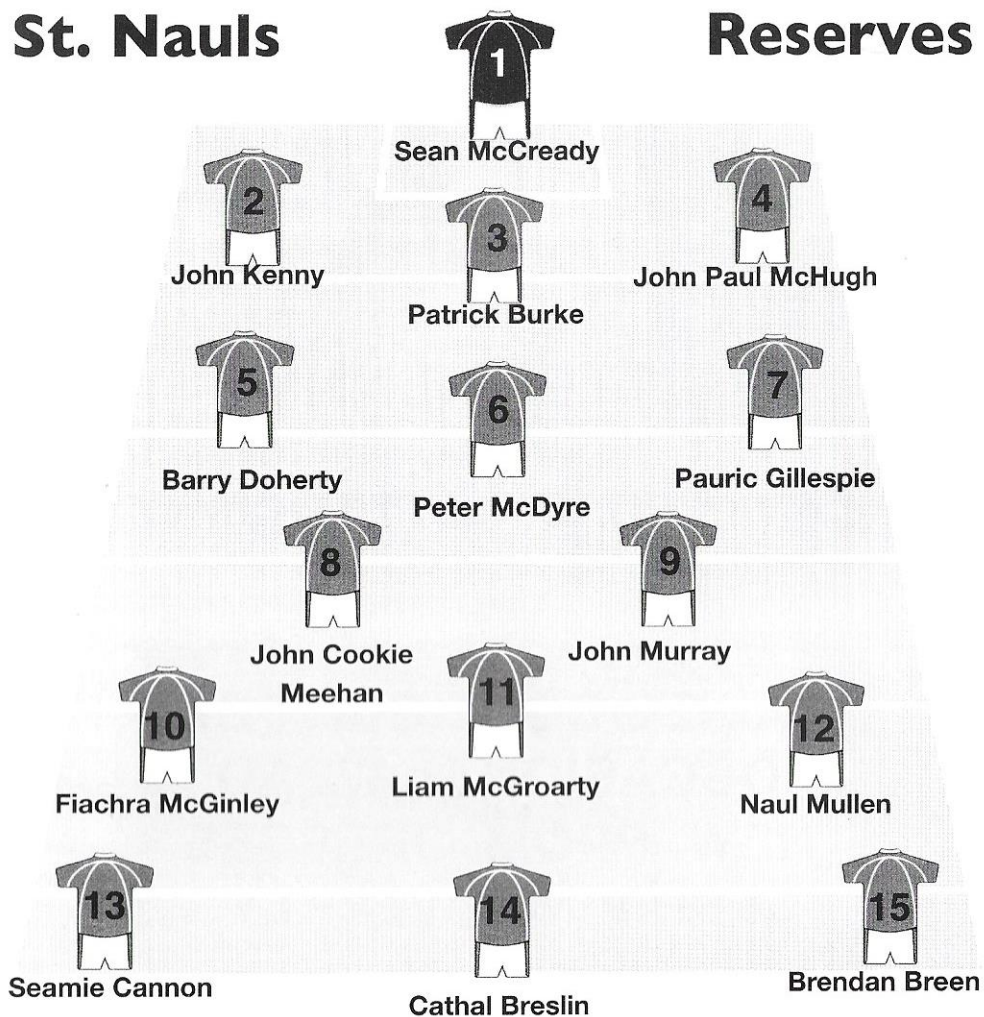 St. Nauls Reserves
1
Sean McCready
2
John Kenny
3
Patrick Burke
4
John Paul McHugh
5
Barry Doherty
6
Peter McDyre
7
Pauric Gillespie
8
John Cookie
Meehan
9
John Murray
10
Fiachra McGinley
11
Liam McGroarty
12
Naul Mullen
13
Seamie Cannon
14
Cathal Breslin
15
Brendan Breen